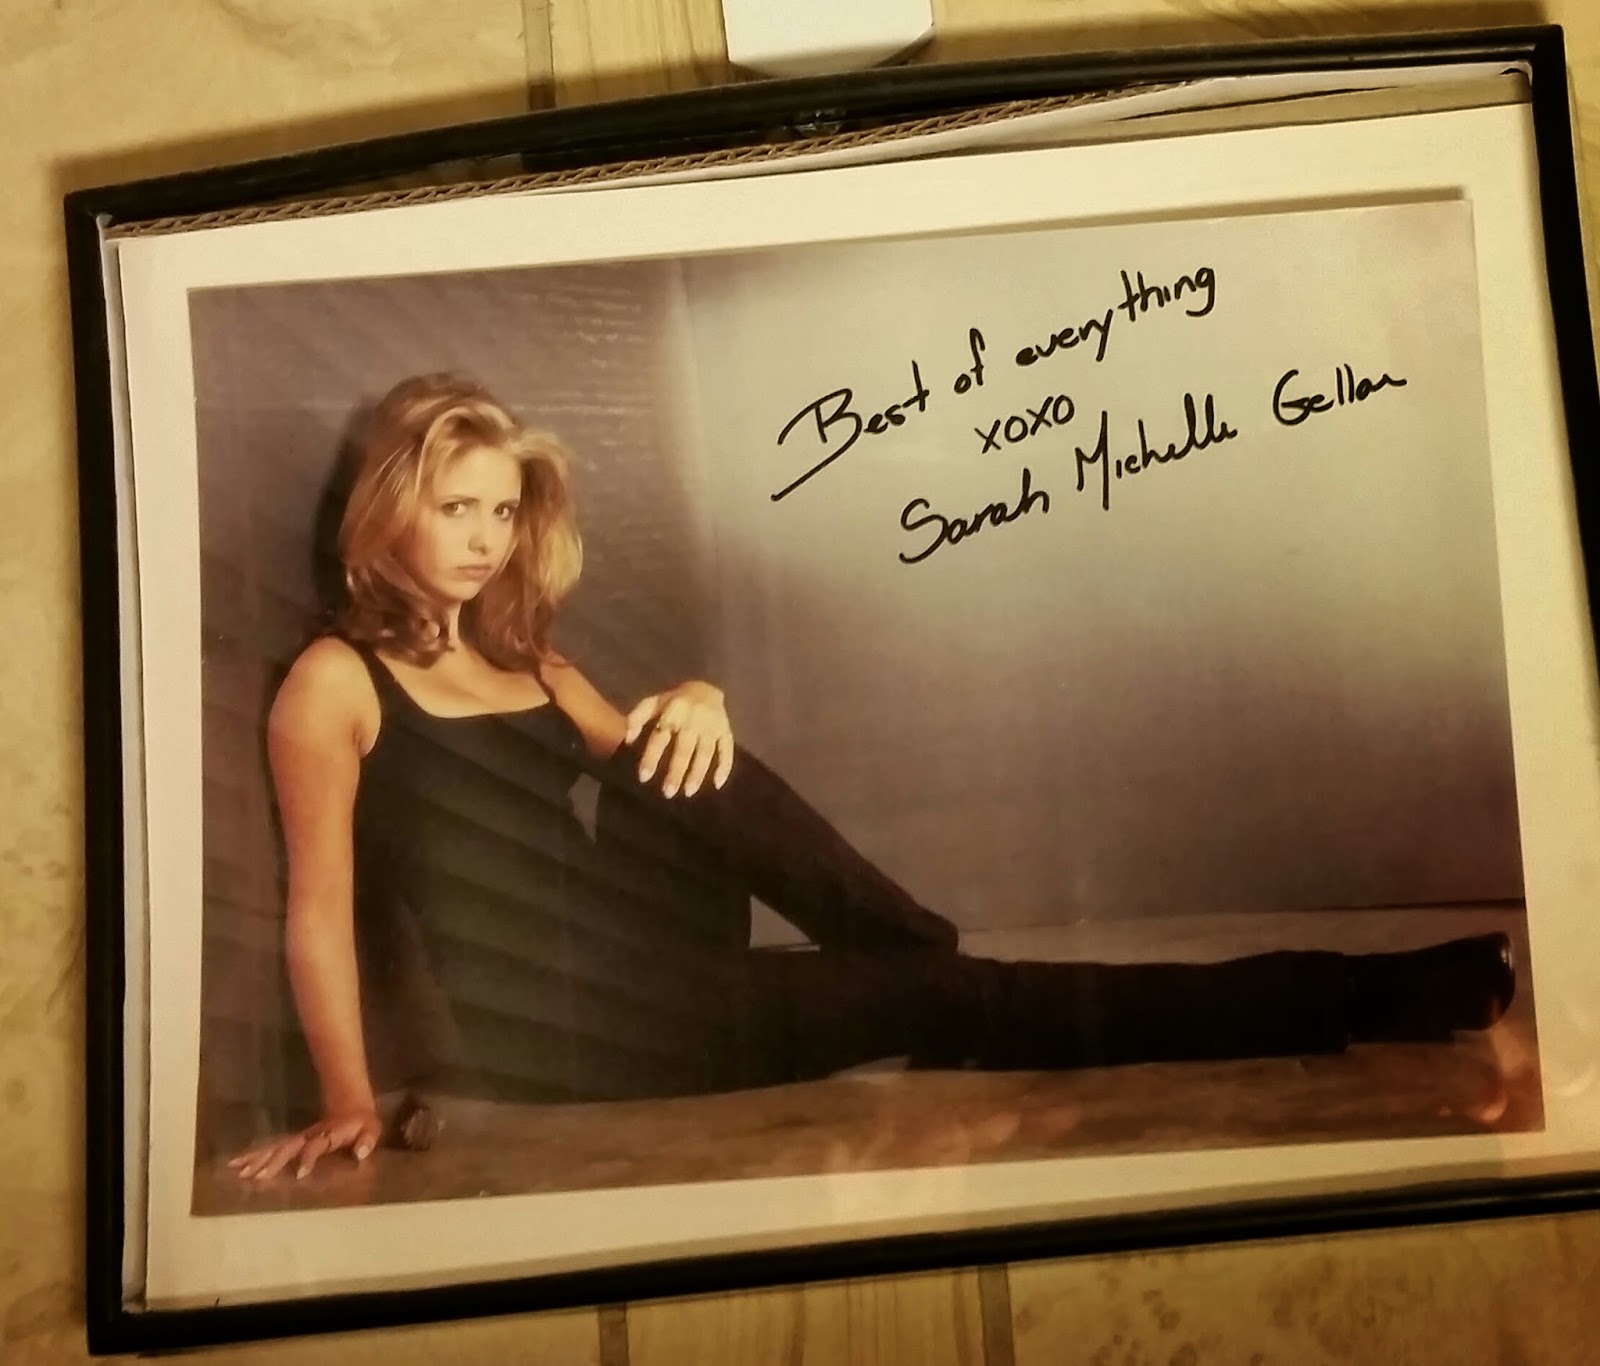 Best of everything
xoxo
Sarah Michelle Gellar